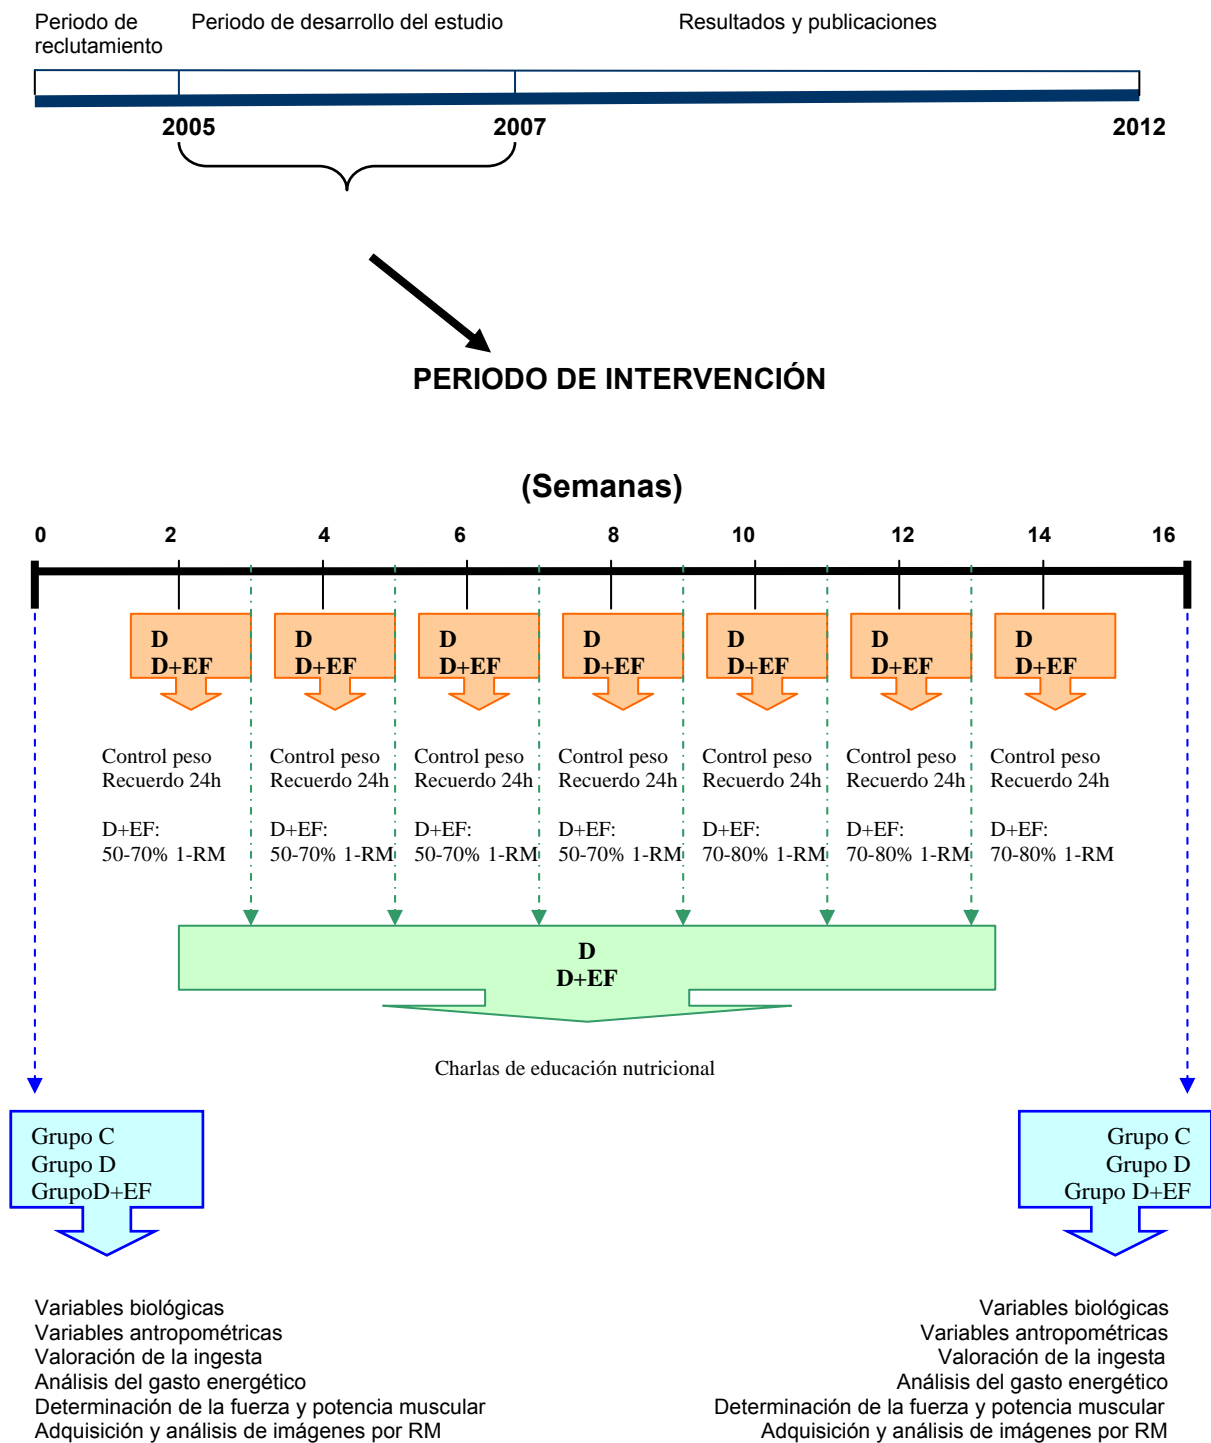 Periodo de reclutamiento
Periodo de desarrollo del estudio
Resultados y publicaciones
2005
2007
2012
PERIODO DE INTERVENCIÓN
(Semanas)
0 2 4 6 8 10 12 14 16
D D D D D D D
D+EF D+EF D+EF D+EF D+EF D+EF D+EF
Control peso Control peso Control peso Control peso Control peso Control peso Control peso
Recuerdo 24h Recuerdo 24h Recuerdo 24h Recuerdo 24h Recuerdo 24h Recuerdo 24h Recuerdo 24h
D+EF: D+EF: D+EF: D+EF: D+EF: D+EF: D+EF:
50-70% 1-RM 50-70% 1-RM 50-70% 1-RM 50-70% 1-RM 70-80% 1-RM 70-80% 1-RM 70-80% 1-RM
D
D+EF
Charlas de educación nutricional
Grupo C
Grupo D
GrupoD+EF
Grupo C
Grupo D
Grupo D+EF
Variables biológicas
Variables antropométricas
Valoración de la ingesta
Análisis del gasto energético
Determinación de la fuerza y potencia muscular
Adquisición y análisis de imágenes por RM
Variables biológicas
Variables antropométricas
Valoración de la ingesta
Análisis del gasto energético
Determinación de la fuerza y potencia muscular
Adquisición y análisis de imágenes por RM